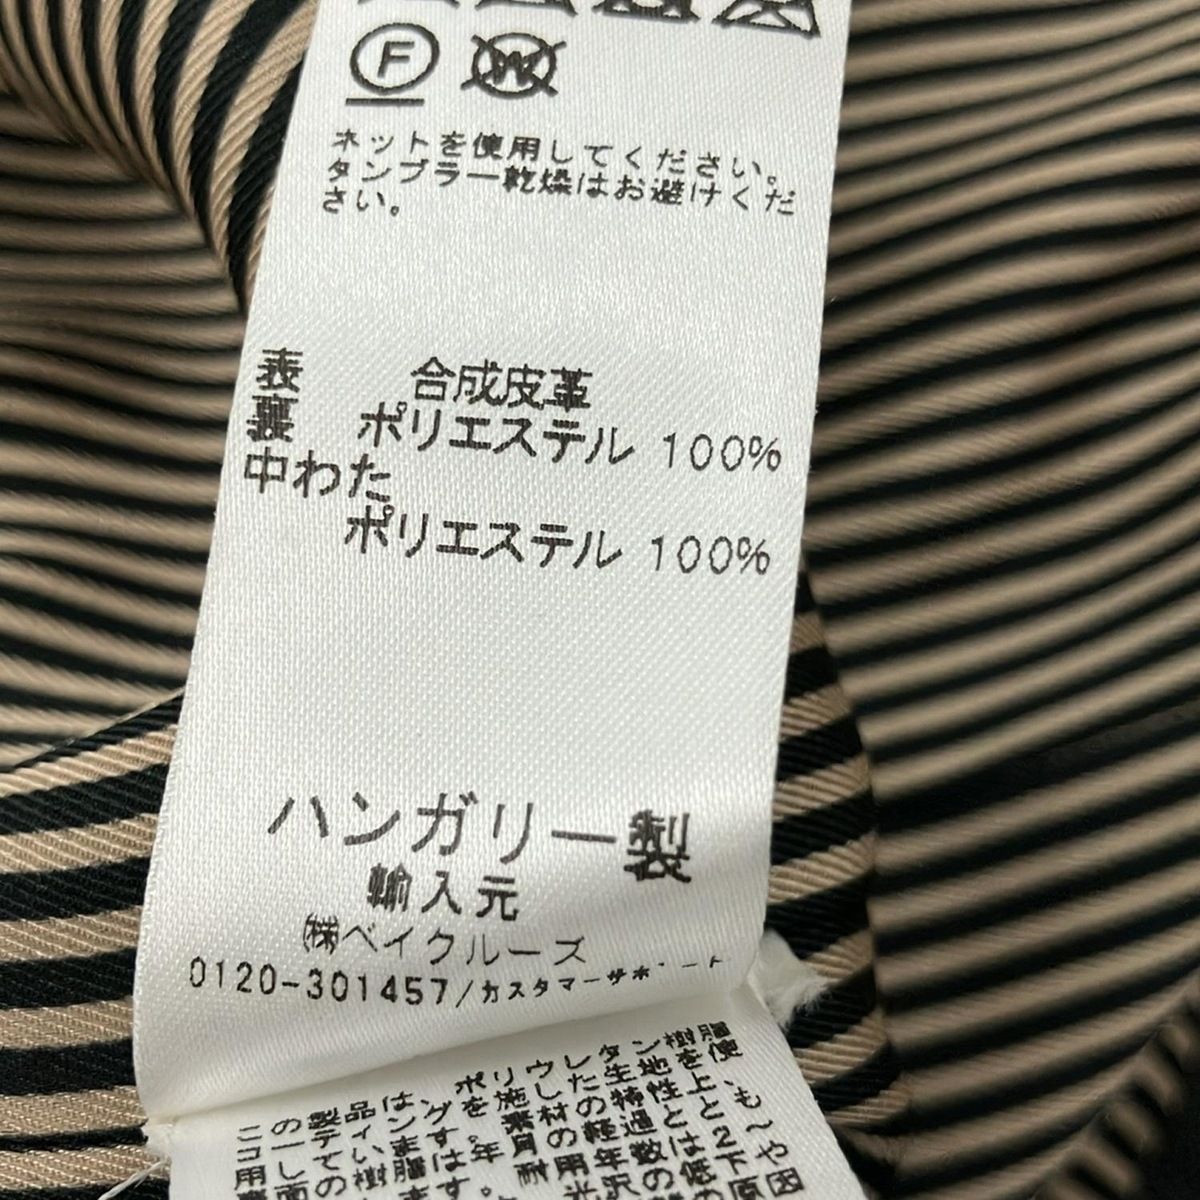 F
W
ネットを使用してください。
タンブラー乾燥はお避けくだ
さい。
表 合成皮革
裏 ポリエステル 100%
中わた
ポリエステル 100%
ハンガリー製
輸入元
㈱ベイクルーズ
0120-301457/カスタマーサポート
この製品は、ポリウレタン樹脂
コーティングを施した生地を使
用しています。素材の特性上、も